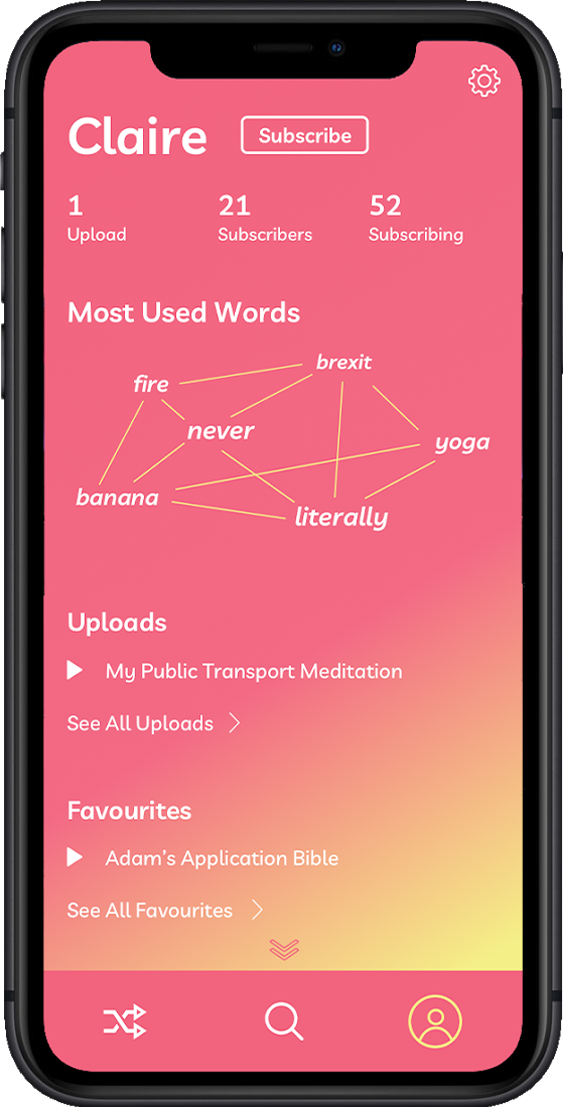 Claire
Subscribe
1
21
52
Upload
Subscribers
Subscribing
Most Used Words
brexit
fire
never
yoga
banana
literally
Uploads
My Public Transport Meditation
See All Uploads
Favourites
Adam's Application Bible
See All Favourites